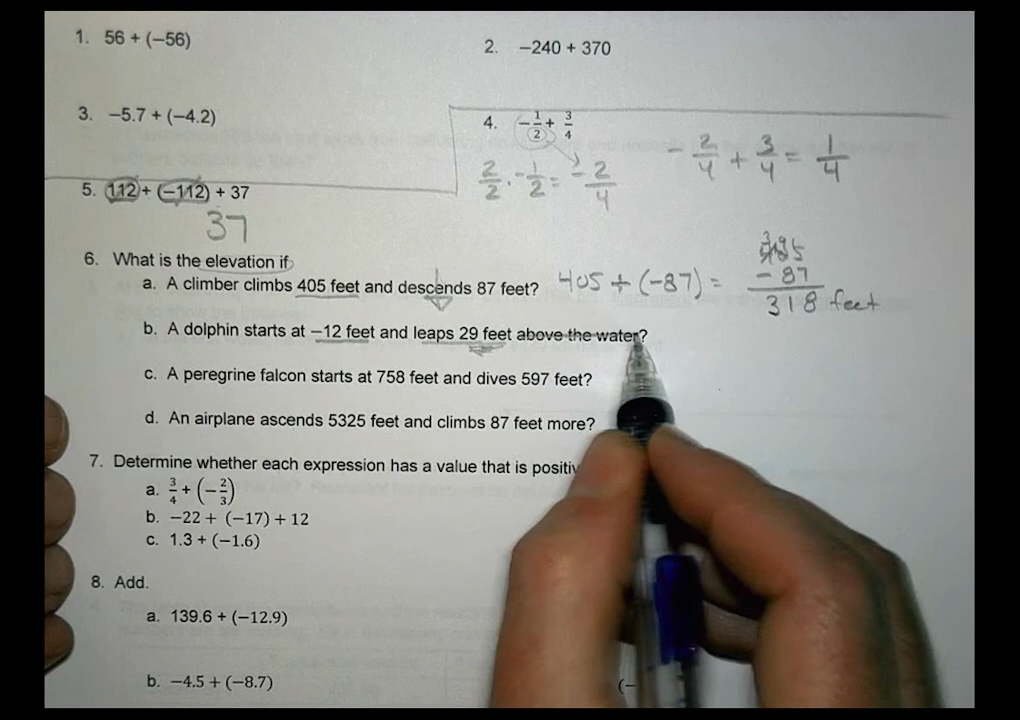 1. 56 + (−56)
2. −240 + 370
3. −5.7 + (−4.2)
4. −1/2 + 3/4
2/2 · −1/2 = −2/4
−2/4 + 3/4 = 1/4
5. 112 + (−112) + 37
37
6. What is the elevation if
a. A climber climbs 405 feet and descends 87 feet?
405 + (−87) =
− 87
318 feet
b. A dolphin starts at −12 feet and leaps 29 feet above the water?
c. A peregrine falcon starts at 758 feet and dives 597 feet?
d. An airplane ascends 5325 feet and climbs 87 feet more?
7. Determine whether each expression has a value that is
a. 3/4 + (−2/3)
b. −22 + (−17) + 12
c. 1.3 + (−1.6)
8. Add.
a. 139.6 + (−12.9)
b. −4.5 + (−8.7)
(−